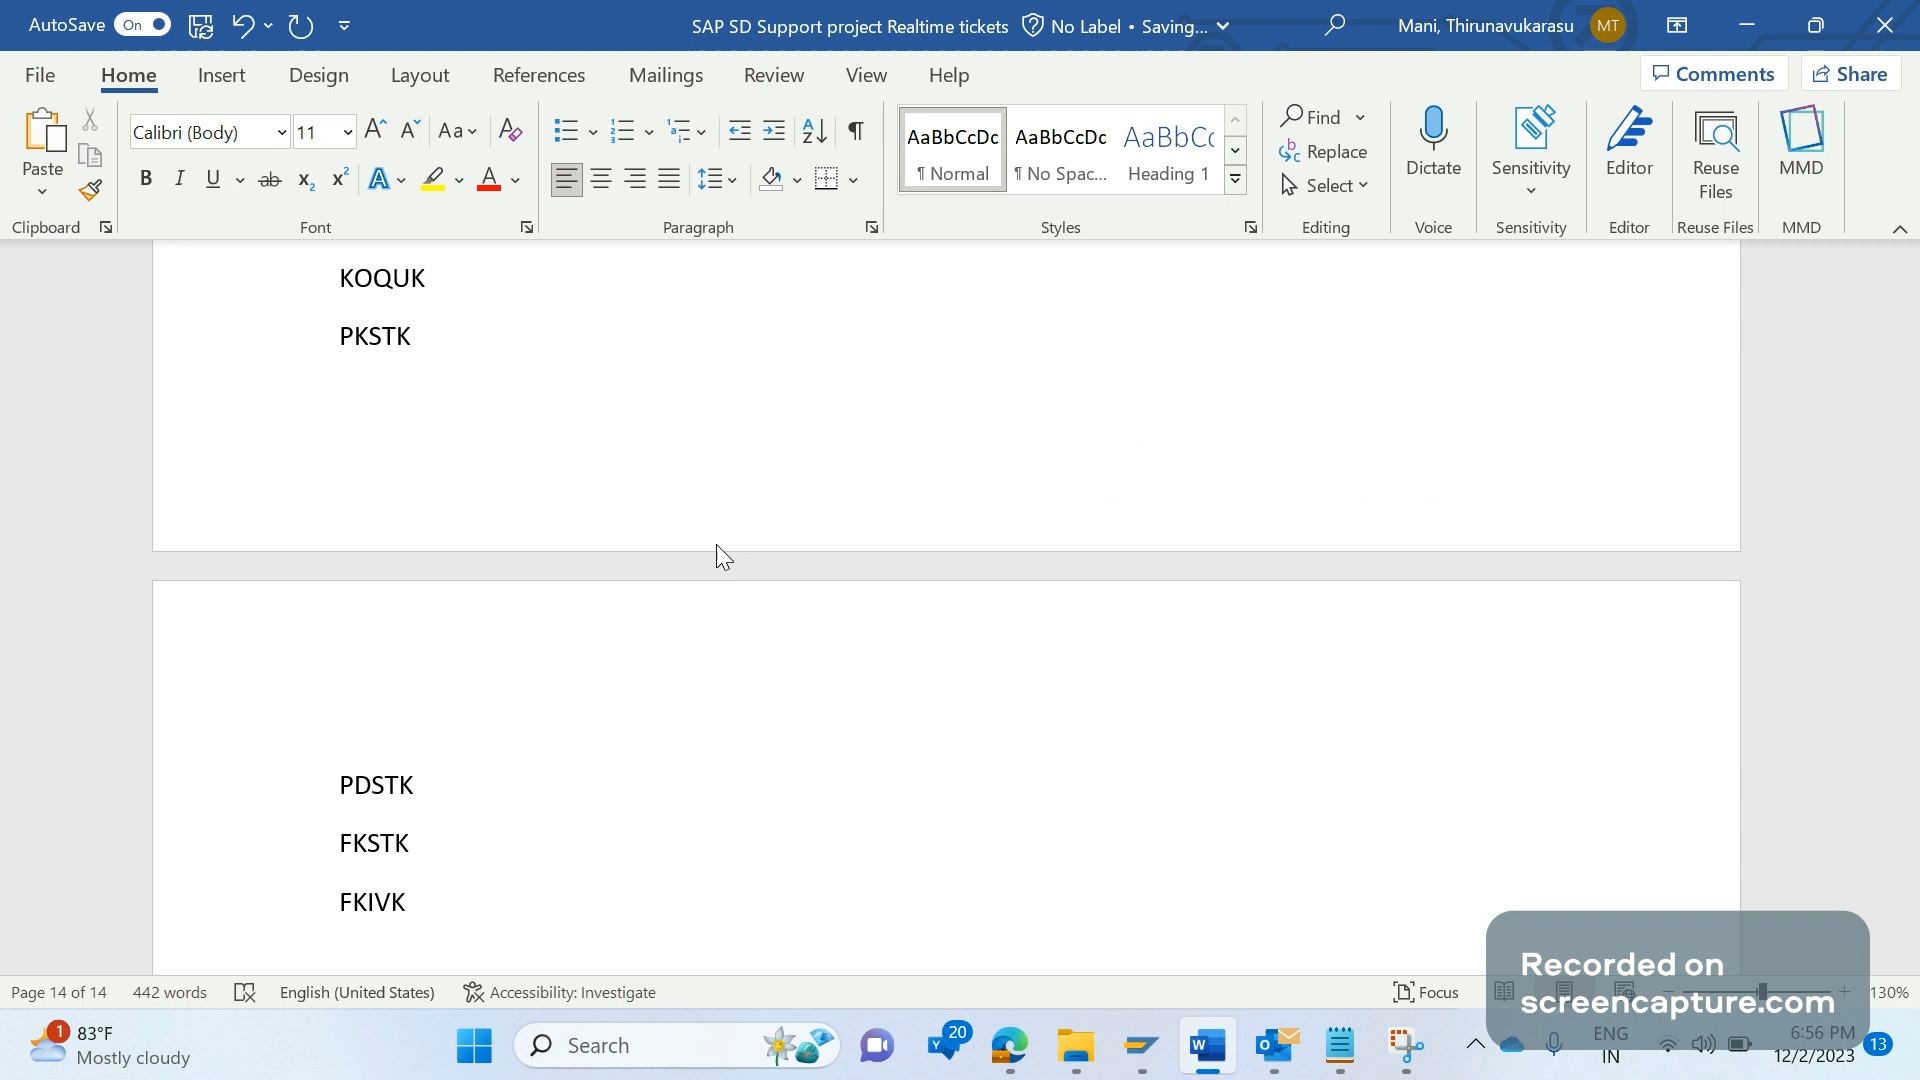 AutoSave On SAP SD Support project Realtime tickets No Label • Saving... Mani, Thirunavukarasu MT
File Home Insert Design Layout References Mailings Review View Help Comments Share
Calibri (Body) 11 Aa
AaBbCcDc AaBbCcDc AaBbCc
Find
Replace
Select
Paste
¶ Normal ¶ No Spac... Heading 1
Dictate Sensitivity Editor Reuse Files MMD
Clipboard Font Paragraph Styles Editing Voice Sensitivity Editor Reuse Files MMD
KOQUK
PKSTK
PDSTK
FKSTK
FKIVK
Recorded on
screencapture.com
Page 14 of 14 442 words English (United States) Accessibility: Investigate Focus 130%
1 83°F
Mostly cloudy
Search
20
ENG
IN
6:56 PM
12/2/2023
13